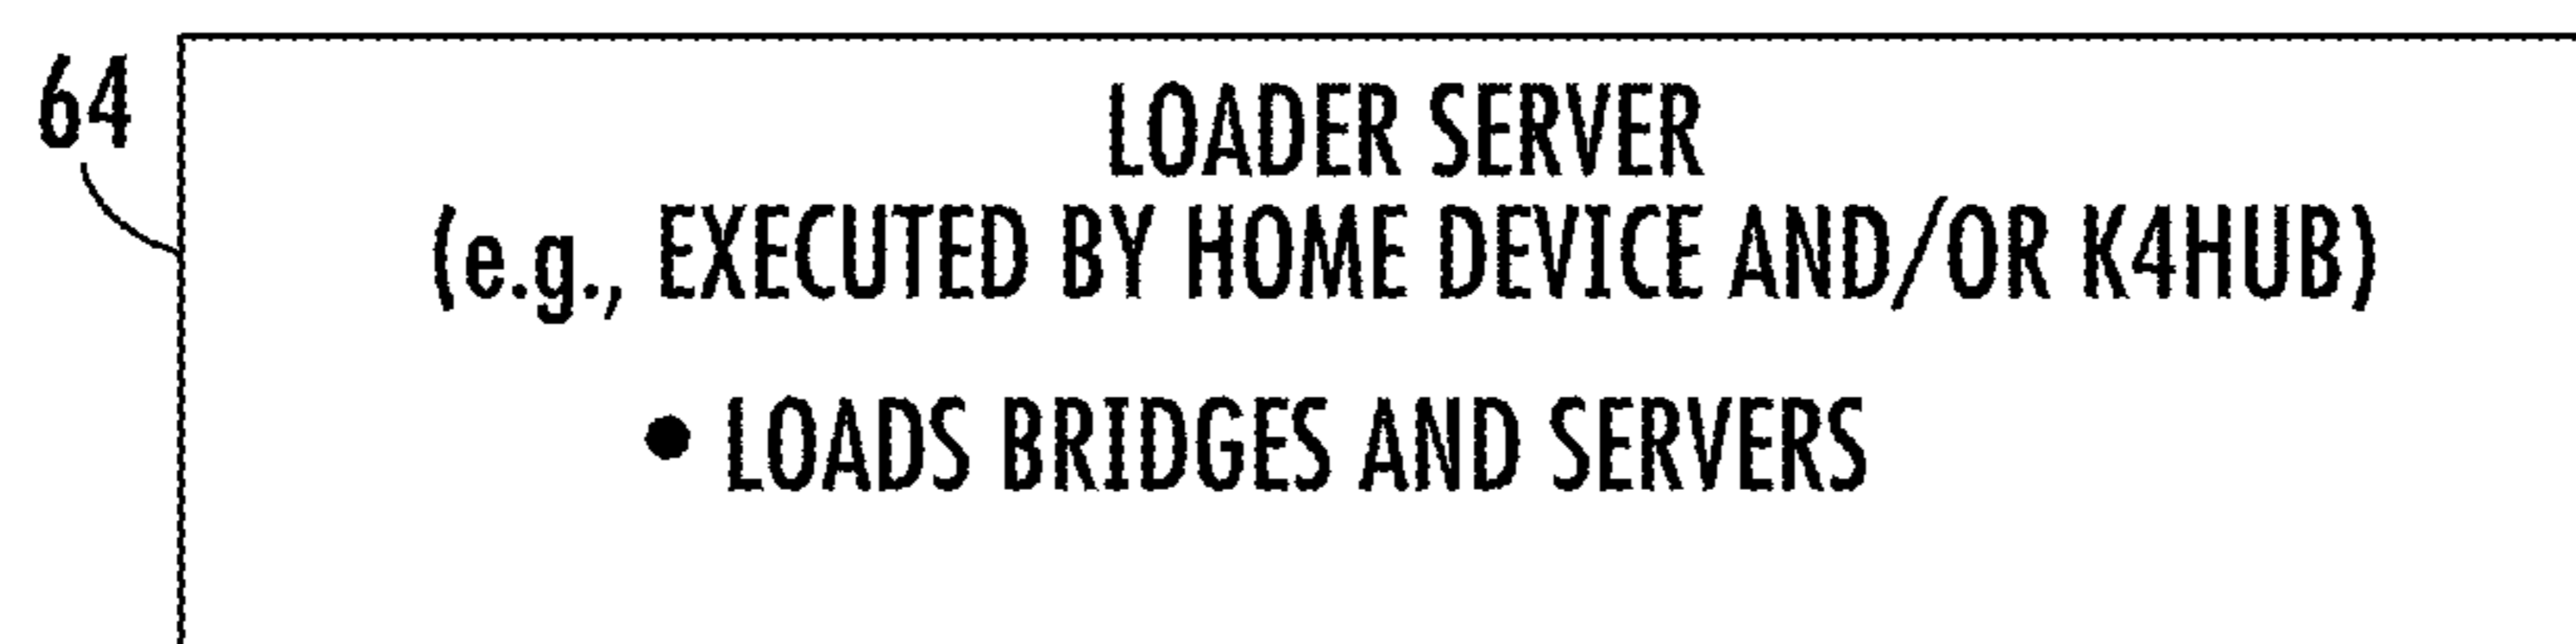 64
LOADER SERVER
(e.g., EXECUTED BY HOME DEVICE AND/OR K4HUB)
• LOADS BRIDGES AND SERVERS